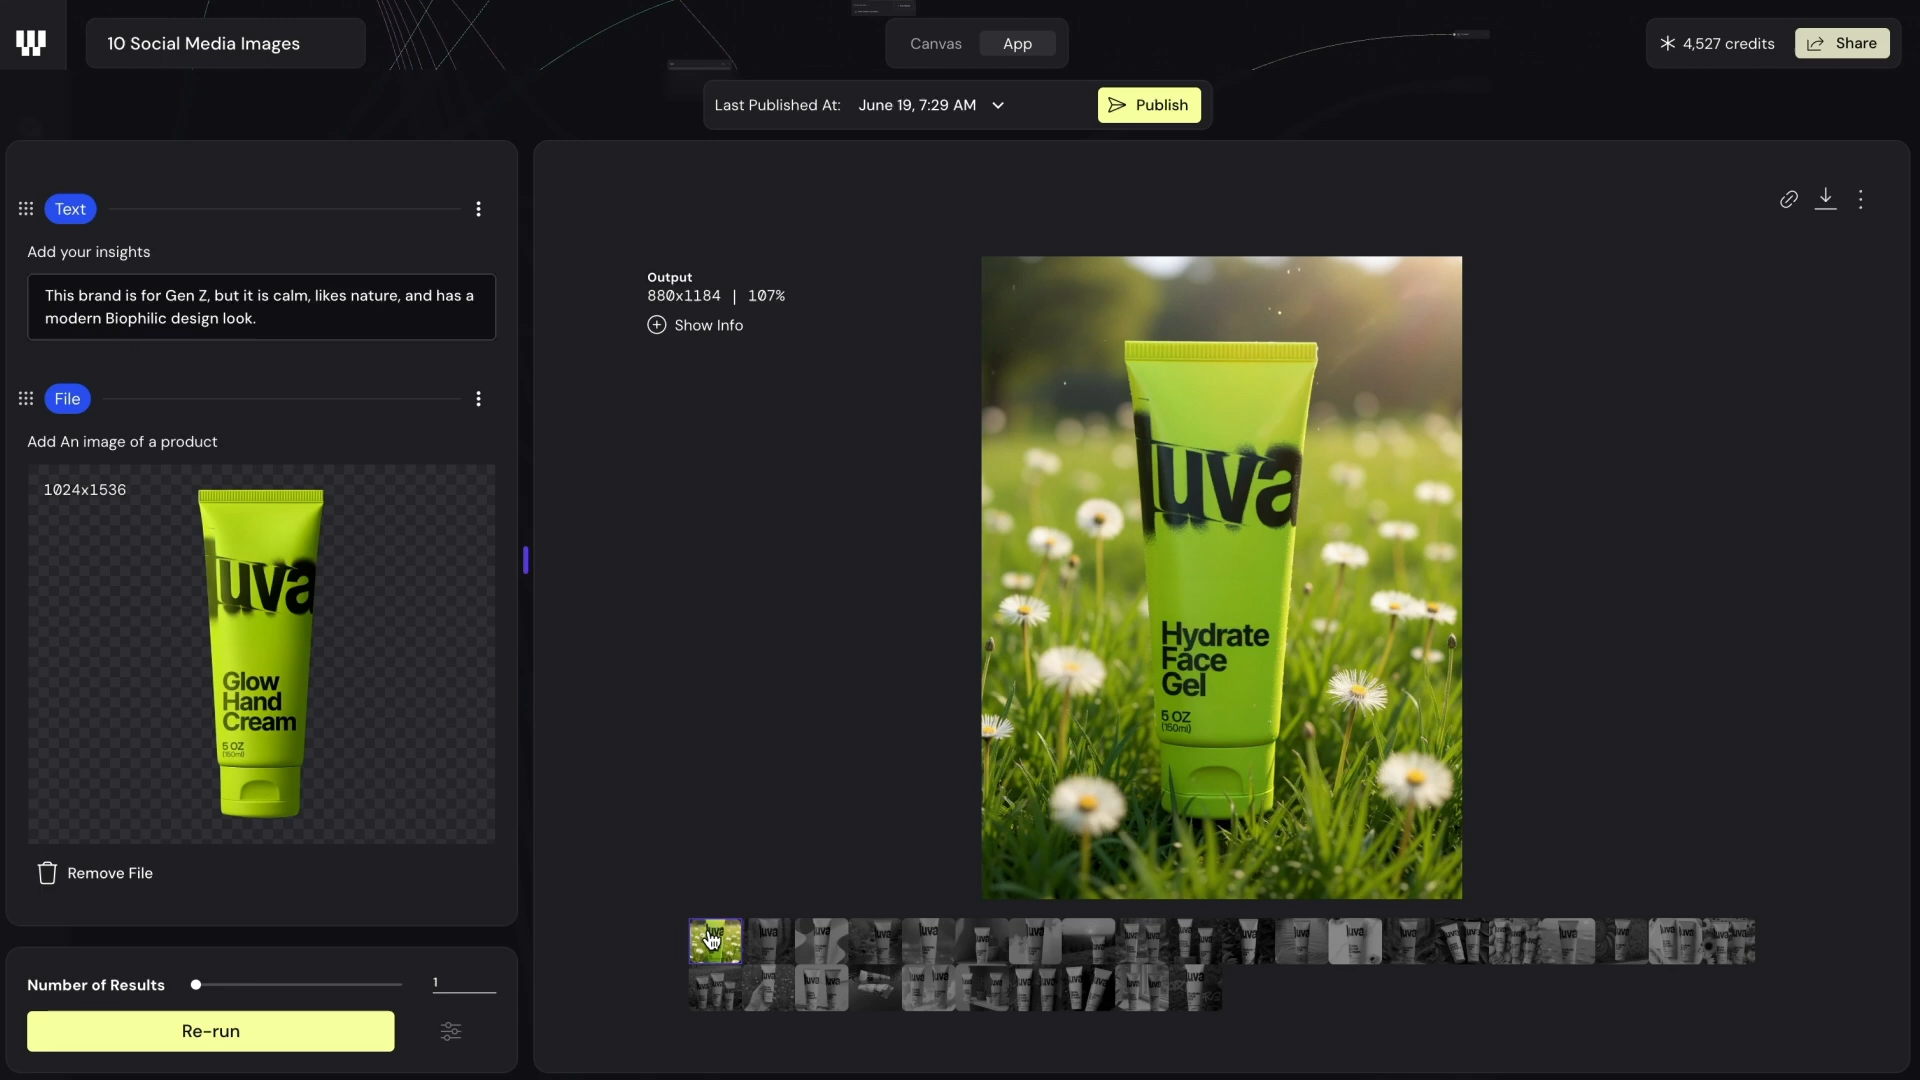 10 Social Media Images
Canvas
App
4,527 credits
Share
Last Published At:
June 19, 7:29 AM
Publish
Text
Add your insights
This brand is for Gen Z, but it is calm, likes nature, and has a
modern Biophilic design look.
File
Add An image of a product
1024x1536
luva
Glow
Hand
Cream
5 OZ
(150ml)
Remove File
Number of Results
1
Re-run
Output
880x1184 | 107%
Show Info
luva
Hydrate
Face
Gel
5 OZ
(150ml)